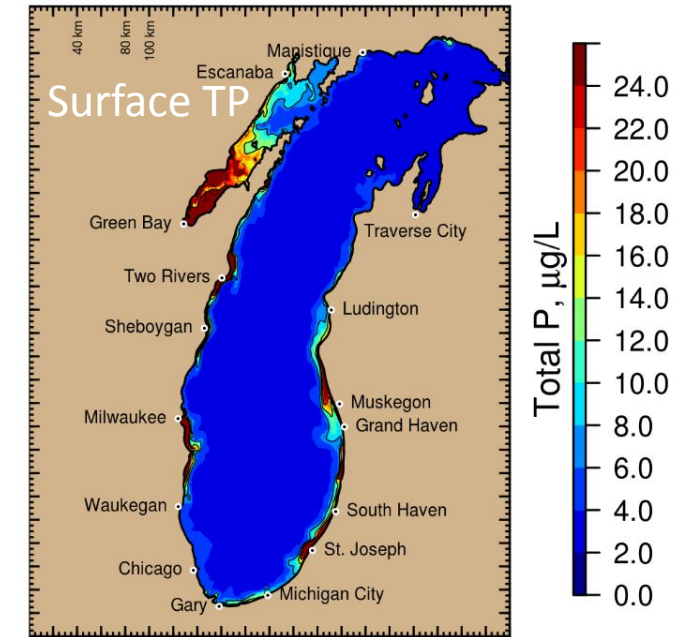 40 km
80 km
100 km
Surface TP
Manistique
Escanaba
Green Bay
Traverse City
Two Rivers
Ludington
Sheboygan
Muskegon
Milwaukee
Grand Haven
Waukegan
South Haven
St. Joseph
Chicago
Michigan City
Gary
Total P, µg/L
24.0
22.0
20.0
18.0
16.0
14.0
12.0
10.0
8.0
6.0
4.0
2.0
0.0